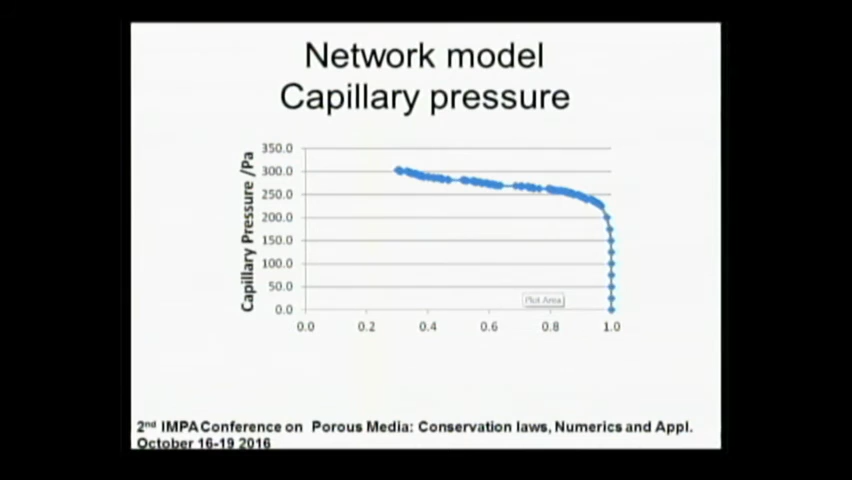 Network model
Capillary pressure
Capillary Pressure /Pa
350.0
300.0
250.0
200.0
150.0
100.0
50.0
0.0
Plot Area
0.0 0.2 0.4 0.6 0.8 1.0
2nd IMPA Conference on Porous Media: Conservation laws, Numerics and Appl.
October 16-19 2016